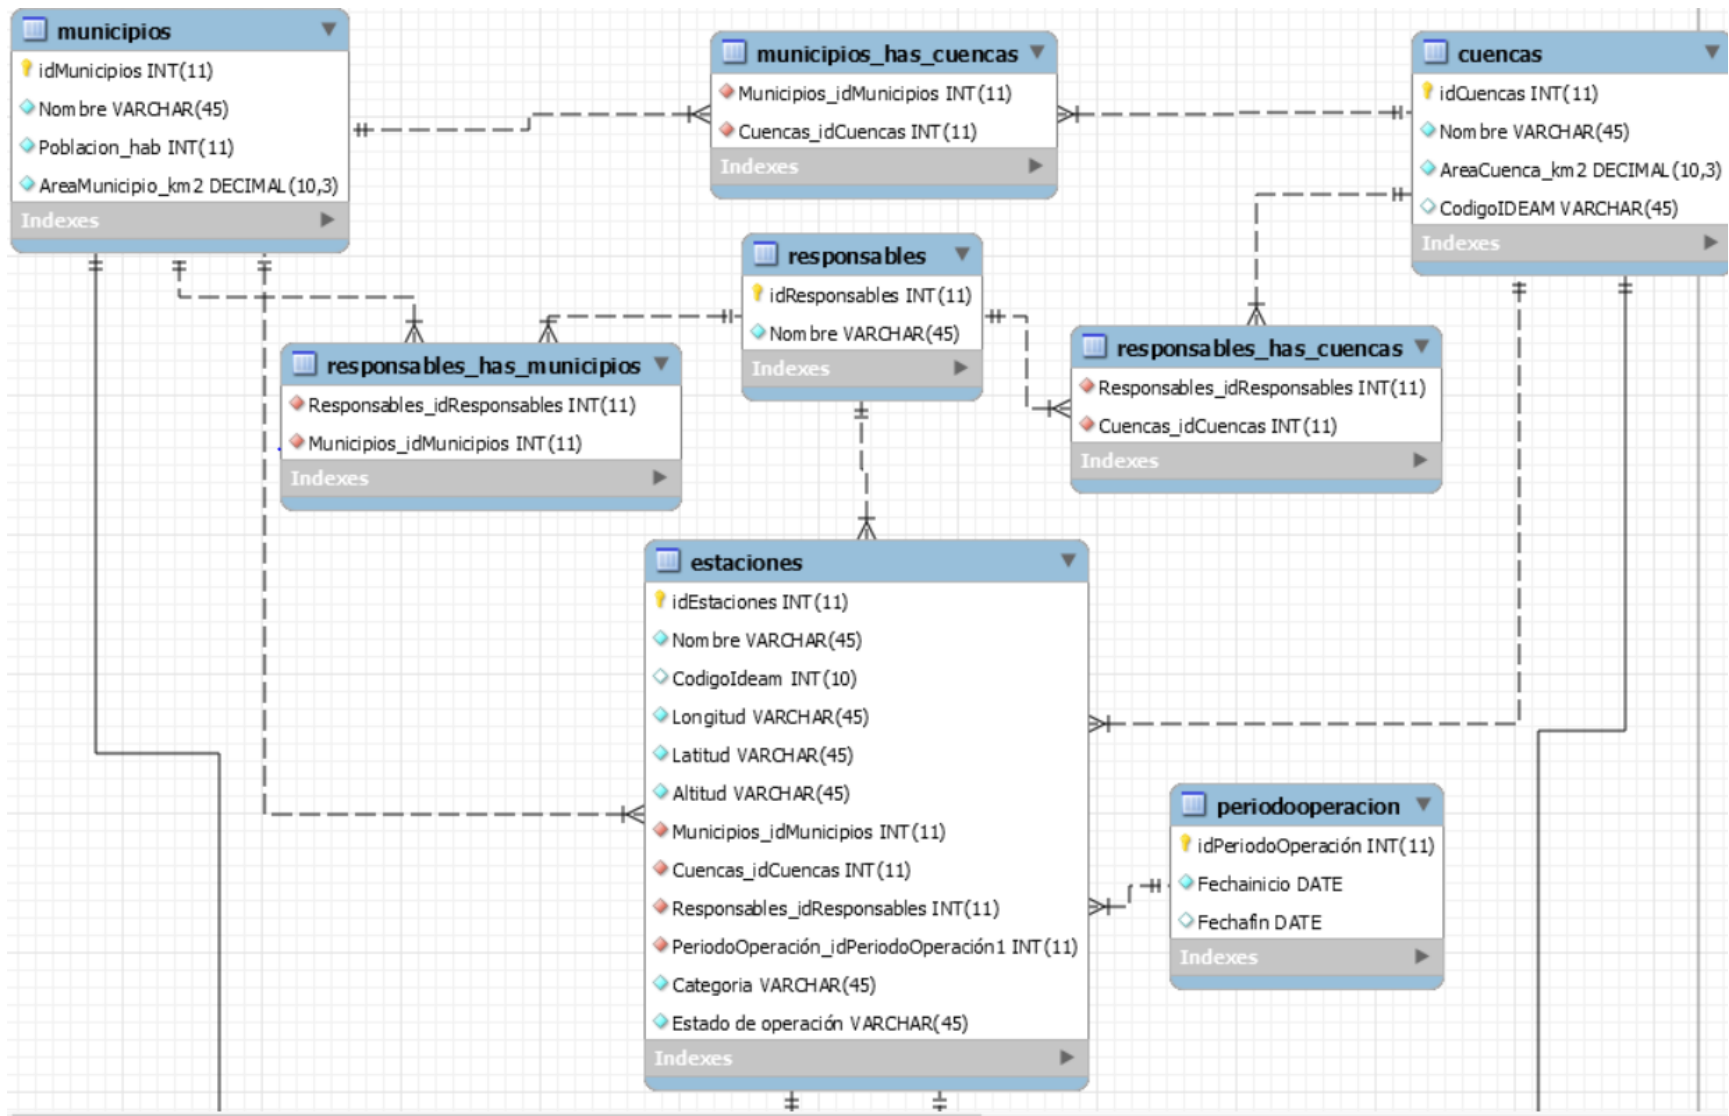 municipios
idMunicipios INT(11)
Nombre VARCHAR(45)
Poblacion_hab INT(11)
AreaMunicipio_km2 DECIMAL(10,3)
Indexes
municipios_has_cuencas
Municipios_idMunicipios INT(11)
Cuencas_idCuencas INT(11)
Indexes
cuencas
idCuencas INT(11)
Nombre VARCHAR(45)
AreaCuenca_km2 DECIMAL(10,3)
CodigoIDEAM VARCHAR(45)
Indexes
responsables
idResponsables INT(11)
Nombre VARCHAR(45)
Indexes
responsables_has_municipios
Responsables_idResponsables INT(11)
Municipios_idMunicipios INT(11)
Indexes
responsables_has_cuencas
Responsables_idResponsables INT(11)
Cuencas_idCuencas INT(11)
Indexes
estaciones
idEstaciones INT(11)
Nombre VARCHAR(45)
CodigoIdeam INT(10)
Longitud VARCHAR(45)
Latitud VARCHAR(45)
Altitud VARCHAR(45)
Municipios_idMunicipios INT(11)
Cuencas_idCuencas INT(11)
Responsables_idResponsables INT(11)
PeriodoOperación_idPeriodoOperación1 INT(11)
Categoria VARCHAR(45)
Estado de operación VARCHAR(45)
Indexes
periodooperacion
idPeriodoOperación INT(11)
Fechainicio DATE
Fechafin DATE
Indexes